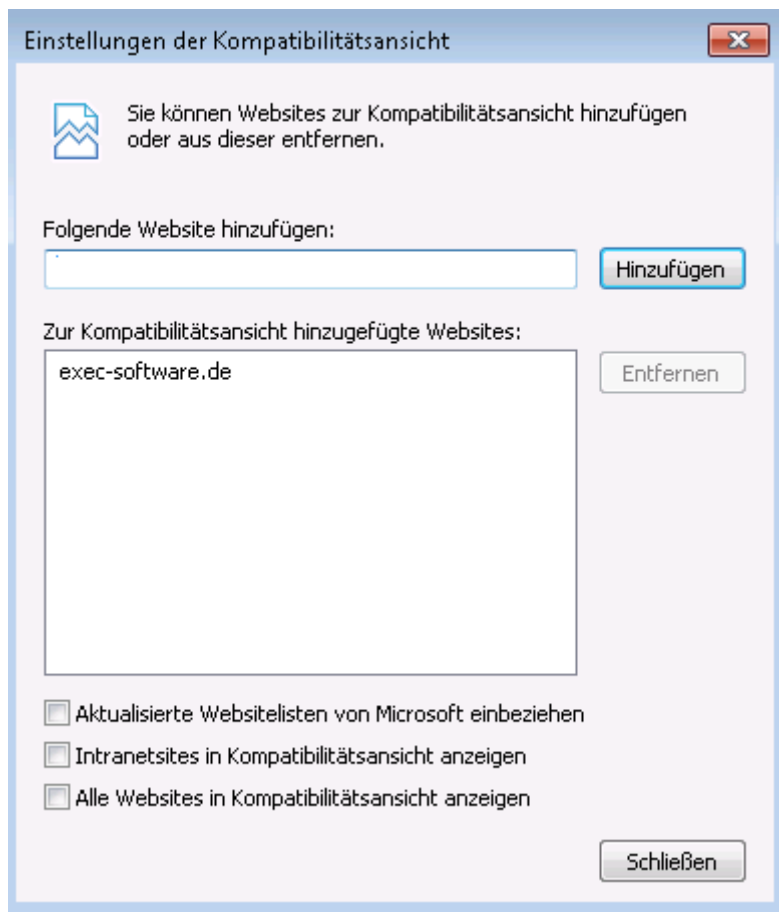 Einstellungen der Kompatibilitätsansicht
Sie können Websites zur Kompatibilitätsansicht hinzufügen
oder aus dieser entfernen.
Folgende Website hinzufügen:
Hinzufügen
Zur Kompatibilitätsansicht hinzugefügte Websites:
exec-software.de
Entfernen
Aktualisierte Websitelisten von Microsoft einbeziehen
Intranetsites in Kompatibilitätsansicht anzeigen
Alle Websites in Kompatibilitätsansicht anzeigen
Schließen